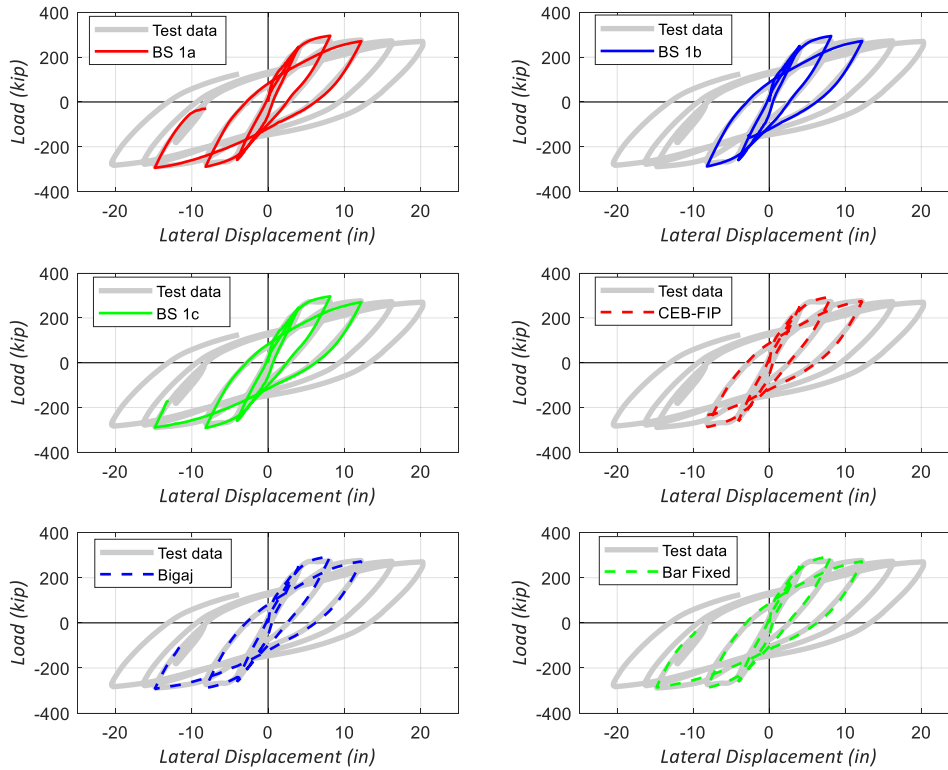 400
200
0
-200
-400
Load (kip)
Test data
BS 1a
-20
-10
0
10
20
Lateral Displacement (in)
400
200
0
-200
-400
Load (kip)
Test data
BS 1b
-20
-10
0
10
20
Lateral Displacement (in)
400
200
0
-200
-400
Load (kip)
Test data
BS 1c
-20
-10
0
10
20
Lateral Displacement (in)
400
200
0
-200
-400
Load (kip)
Test data
CEB-FIP
-20
-10
0
10
20
Lateral Displacement (in)
400
200
0
-200
-400
Load (kip)
Test data
Bigaj
-20
-10
0
10
20
Lateral Displacement (in)
400
200
0
-200
-400
Load (kip)
Test data
Bar Fixed
-20
-10
0
10
20
Lateral Displacement (in)